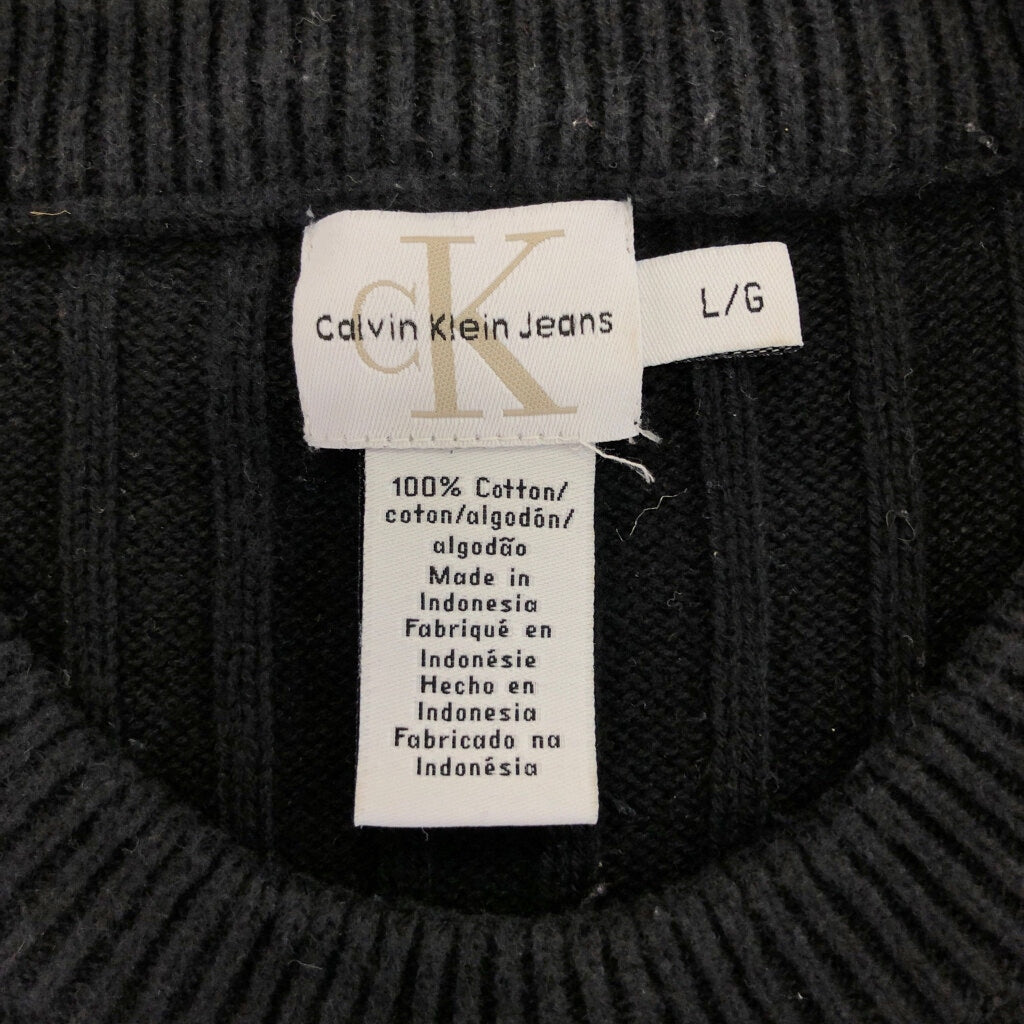 CK
Calvin Klein Jeans
L/G
100% Cotton/
coton/algodón/
algodão
Made in
Indonesia
Fabriqué en
Indonésie
Hecho en
Indonesia
Fabricado na
Indonésia